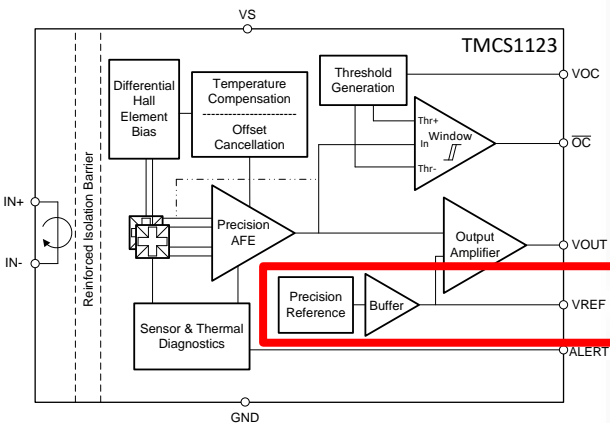 VS
TMCS1123
Differential
Hall
Element
Bias
Temperature
Compensation
Offset
Cancellation
Threshold
Generation
VOC
Thr+
Window
In
Thr-
OC
IN+
IN-
Reinforced Isolation Barrier
Precision
AFE
Output
Amplifier
VOUT
Precision
Reference
Buffer
VREF
Sensor & Thermal
Diagnostics
ALERT
GND